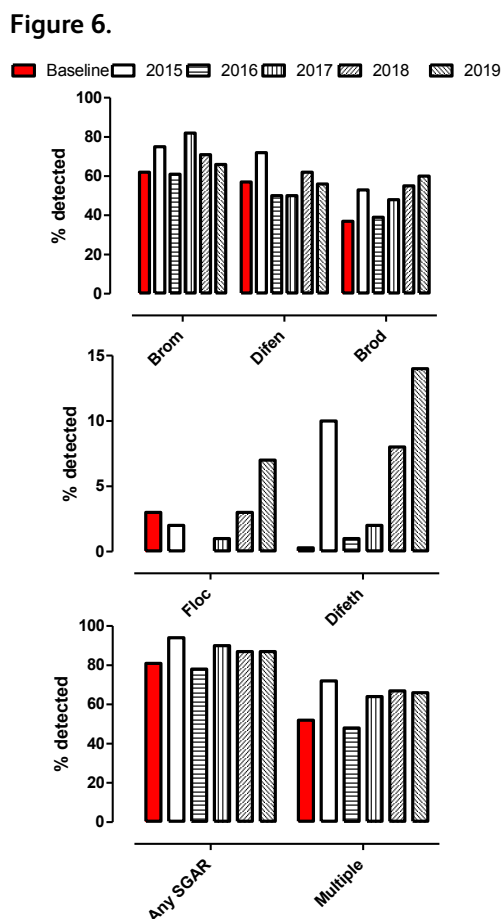 Figure 6.
Baseline 2015 2016 2017 2018 2019
100
80
60
40
20
0
% detected
Brom Difen Brod
15
10
5
0
% detected
Floc Difeth
100
80
60
40
20
0
% detected
Any SGAR Multiple